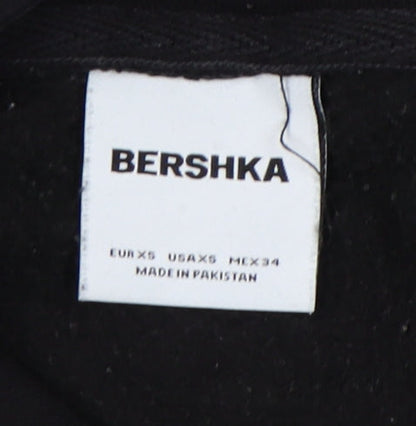 BERSHKA
EUR XS USA XS MEX 34
MADE IN PAKISTAN